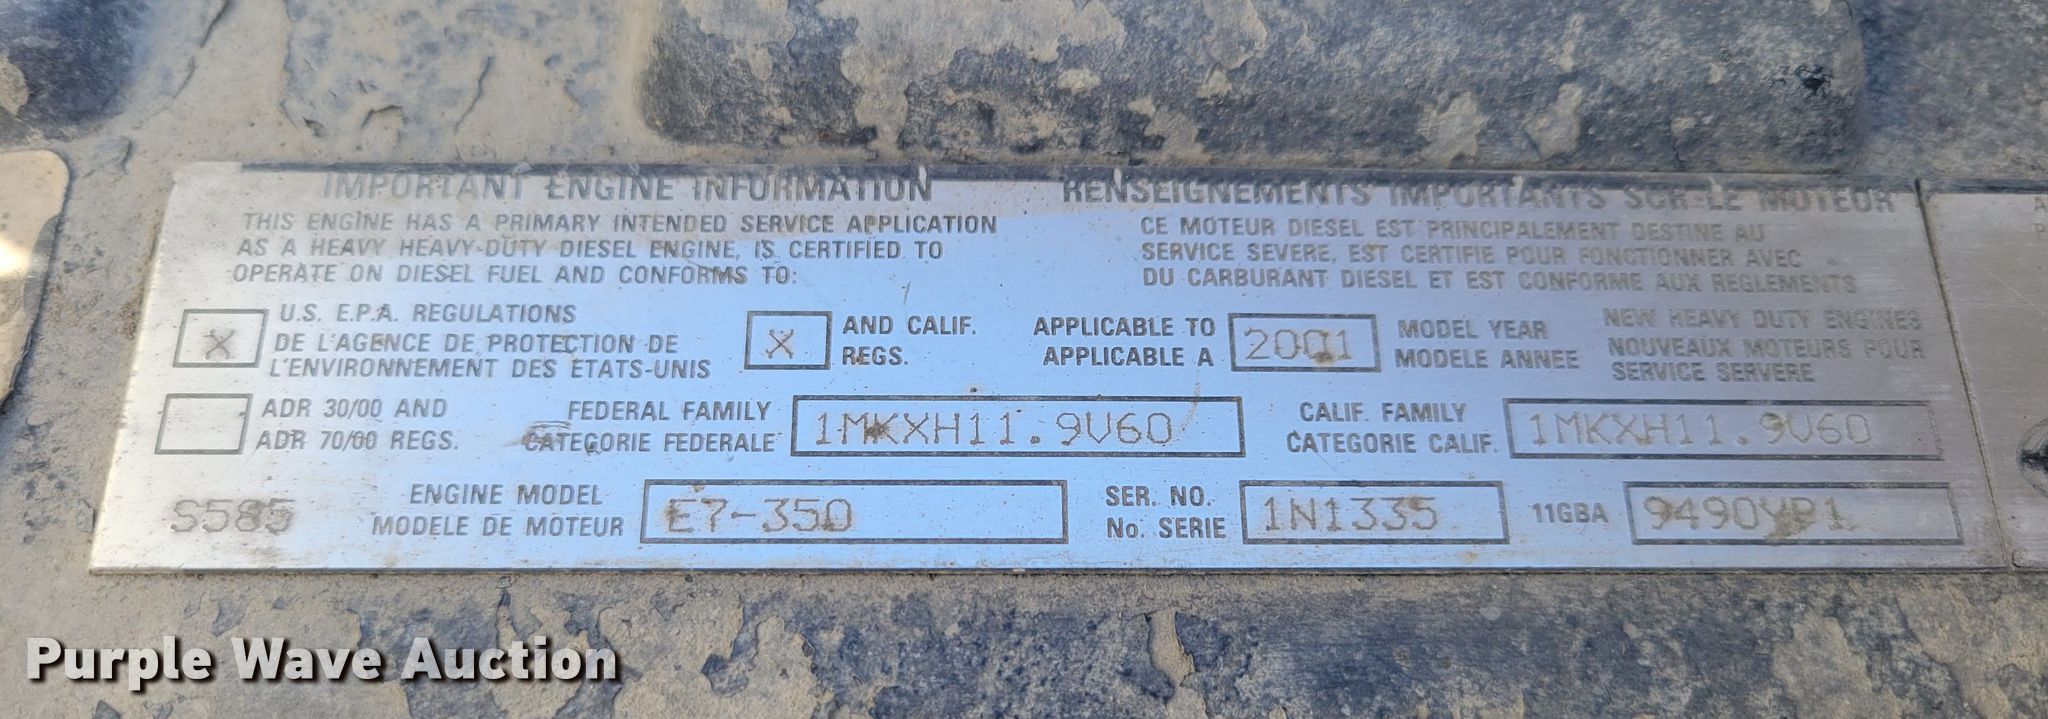 IMPORTANT ENGINE INFORMATION
THIS ENGINE HAS A PRIMARY INTENDED SERVICE APPLICATION
AS A HEAVY HEAVY-DUTY DIESEL ENGINE, IS CERTIFIED TO
OPERATE ON DIESEL FUEL AND CONFORMS TO:
RENSEIGNEMENTS IMPORTANTS SUR LE MOTEUR
CE MOTEUR DIESEL EST PRINCIPALEMENT DESTINE AU
SERVICE SEVERE, EST CERTIFIE POUR FONCTIONNER AVEC
DU CARBURANT DIESEL ET EST CONFORME AUX REGLEMENTS
X
U.S. E.P.A. REGULATIONS
DE L'AGENCE DE PROTECTION DE
L'ENVIRONNEMENT DES ETATS-UNIS
X
AND CALIF.
REGS.
APPLICABLE TO
APPLICABLE A
2001
MODEL YEAR
MODELE ANNEE
NEW HEAVY DUTY ENGINES
NOUVEAUX MOTEURS POUR
SERVICE SERVERE
ADR 30/00 AND
ADR 70/00 REGS.
FEDERAL FAMILY
CATEGORIE FEDERALE
1MKXH11.9V60
CALIF. FAMILY
CATEGORIE CALIF.
1MKXH11.9V60
S585
ENGINE MODEL
MODELE DE MOTEUR
E7-350
SER. NO.
No. SERIE
1N1335
11GBA
9490YP1
Purple Wave Auction